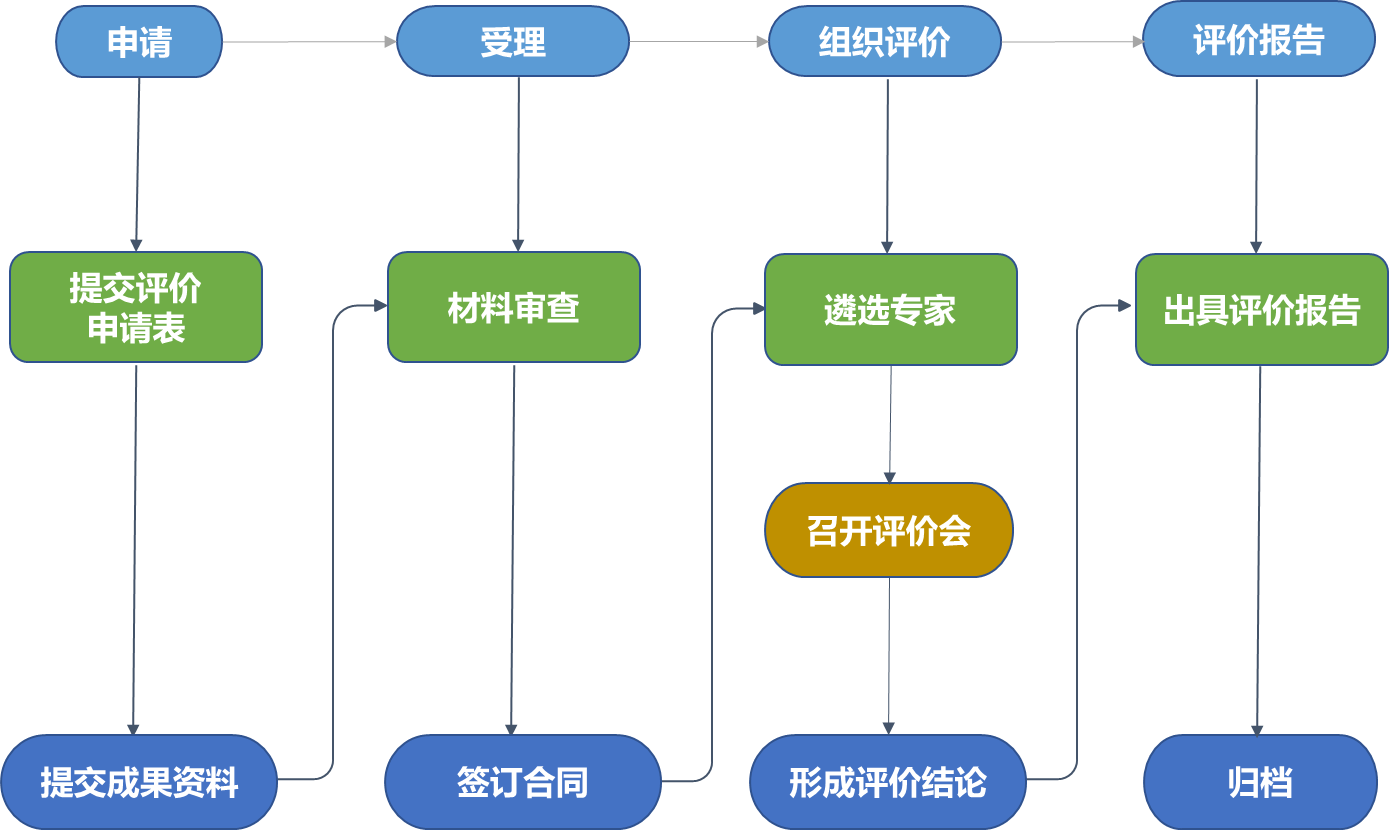 申请
受理
组织评价
评价报告
提交评价
申请表
材料审查
遴选专家
出具评价报告
召开评价会
提交成果资料
签订合同
形成评价结论
归档